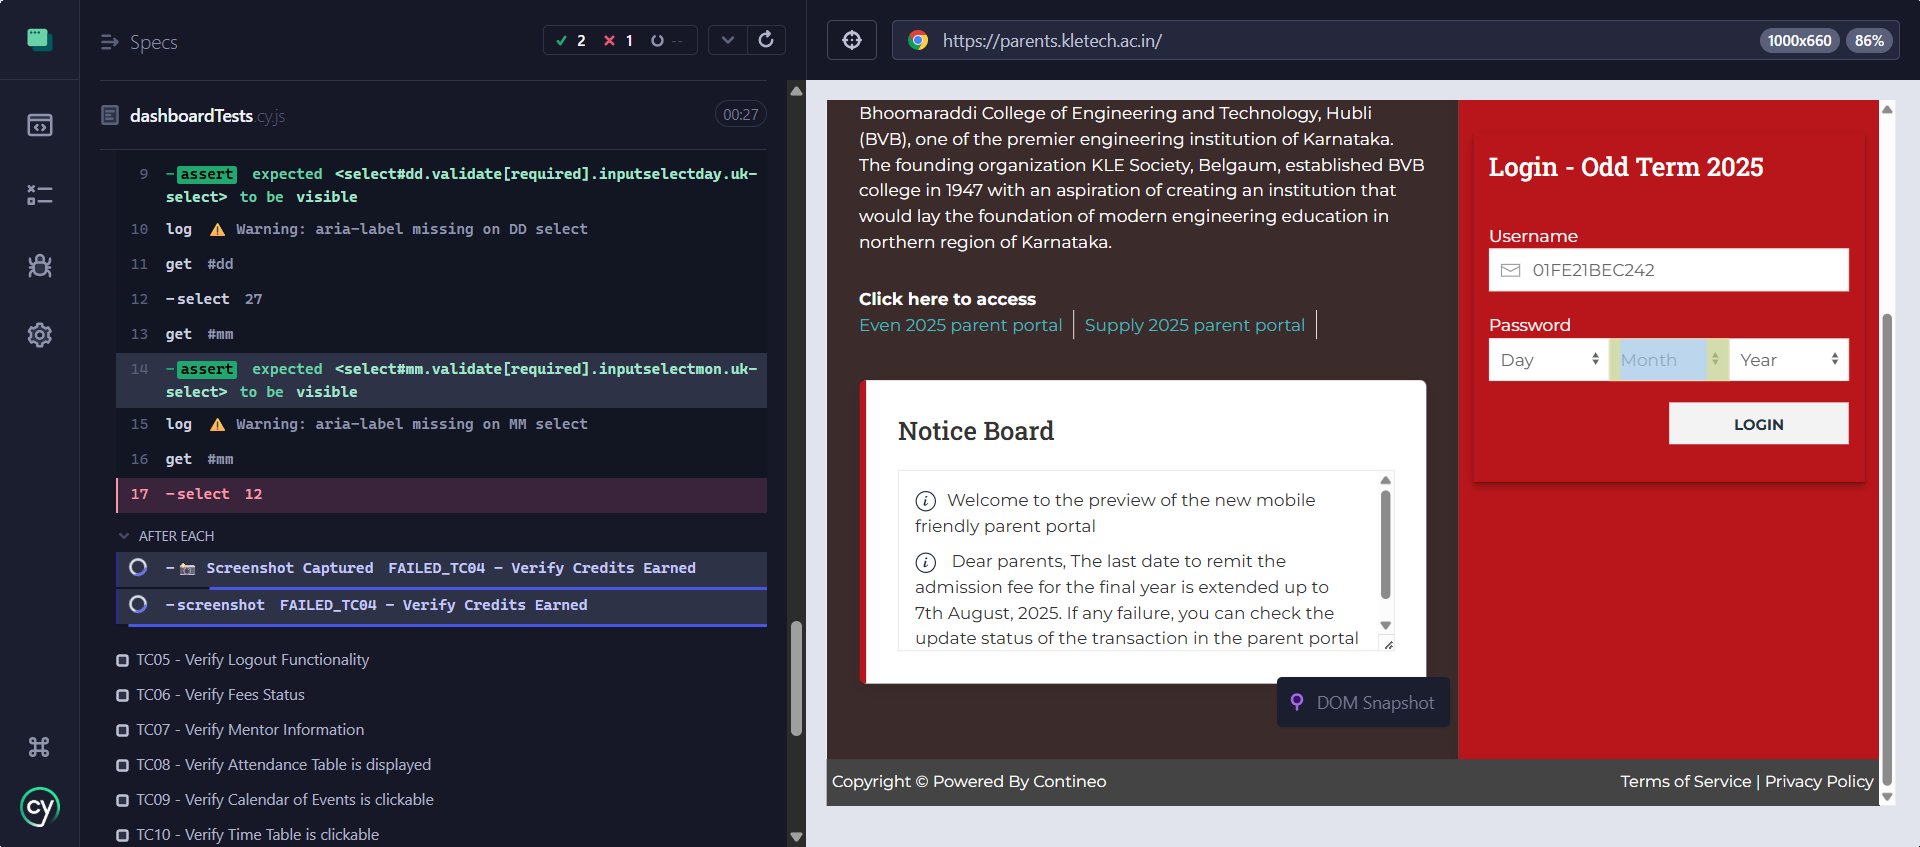 Specs
2
1
--
https://parents.kletech.ac.in/
1000x660
86%
dashboardTests.cy.js
00:27
9 -assert expected <select#dd.validate[required].inputselectday.uk-
select> to be visible
10 log ⚠ Warning: aria-label missing on DD select
11 get #dd
12 -select 27
13 get #mm
14 -assert expected <select#mm.validate[required].inputselectmon.uk-
select> to be visible
15 log ⚠ Warning: aria-label missing on MM select
16 get #mm
17 -select 12
AFTER EACH
- 📸 Screenshot Captured FAILED_TC04 - Verify Credits Earned
-screenshot FAILED_TC04 - Verify Credits Earned
TC05 - Verify Logout Functionality
TC06 - Verify Fees Status
TC07 - Verify Mentor Information
TC08 - Verify Attendance Table is displayed
TC09 - Verify Calendar of Events is clickable
TC10 - Verify Time Table is clickable
cy
Bhoomaraddi College of Engineering and Technology, Hubli
(BVB), one of the premier engineering institution of Karnataka.
The founding organization KLE Society, Belgaum, established BVB
college in 1947 with an aspiration of creating an institution that
would lay the foundation of modern engineering education in
northern region of Karnataka.
Click here to access
Even 2025 parent portal | Supply 2025 parent portal |
Notice Board
Welcome to the preview of the new mobile
friendly parent portal
Dear parents, The last date to remit the
admission fee for the final year is extended up to
7th August, 2025. If any failure, you can check the
update status of the transaction in the parent portal
DOM Snapshot
Login - Odd Term 2025
Username
01FE21BEC242
Password
Day Month Year
LOGIN
Copyright © Powered By Contineo
Terms of Service | Privacy Policy